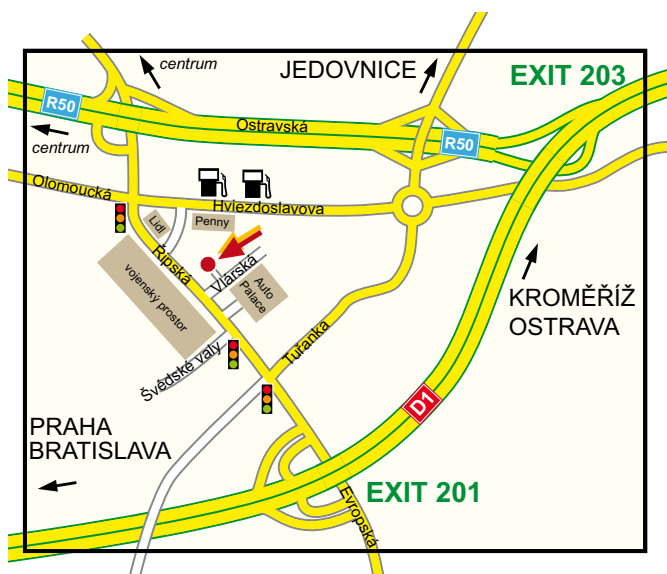 centrum
JEDOVNICE
EXIT 203
R50
Ostravská
R50
centrum
Olomoucká
Hviezdoslavova
Lidl
Penny
Řípská
Vlárská
vojenský prostor
Auto
Palace
KROMĚŘÍŽ
OSTRAVA
Tuřanka
Švédské valy
D1
PRAHA
BRATISLAVA
EXIT 201
Evropská